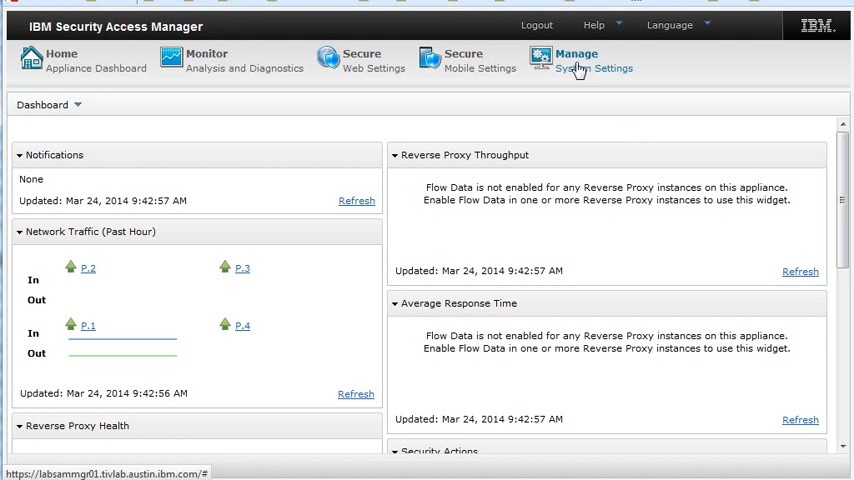 IBM Security Access Manager
Logout
Help
Language
IBM.
Home
Appliance Dashboard
Monitor
Analysis and Diagnostics
Secure
Web Settings
Secure
Mobile Settings
Manage
System Settings
Dashboard
Notifications
None
Updated: Mar 24, 2014 9:42:57 AM
Refresh
Network Traffic (Past Hour)
P.2
P.3
In
Out
P.1
P.4
In
Out
Updated: Mar 24, 2014 9:42:56 AM
Refresh
Reverse Proxy Health
Reverse Proxy Throughput
Flow Data is not enabled for any Reverse Proxy instances on this appliance.
Enable Flow Data in one or more Reverse Proxy instances to use this widget.
Updated: Mar 24, 2014 9:42:57 AM
Refresh
Average Response Time
Flow Data is not enabled for any Reverse Proxy instances on this appliance.
Enable Flow Data in one or more Reverse Proxy instances to use this widget.
Updated: Mar 24, 2014 9:42:57 AM
Refresh
Security Actions
https://labsammgr01.tivlab.austin.ibm.com/#